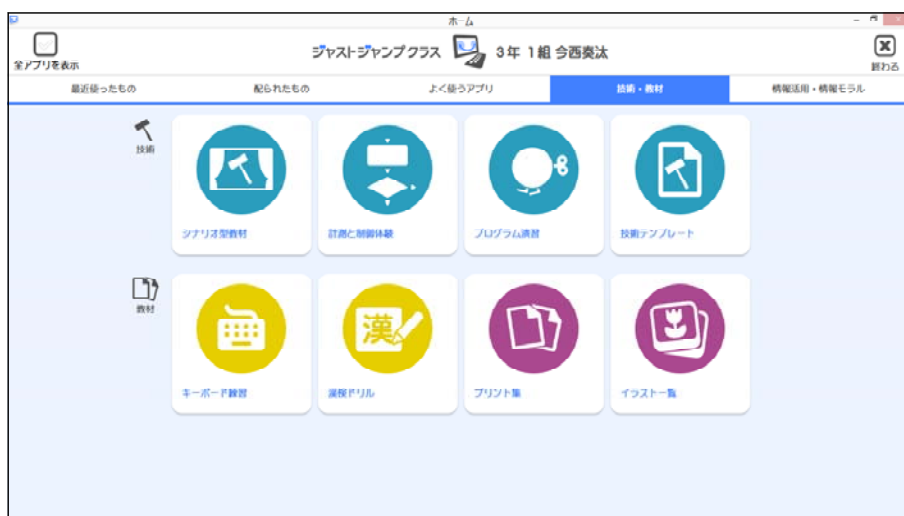 ホーム
全アプリを表示
ジャストジャンプクラス 3年 1組 今西奏汰
終わる
最近使ったもの
配られたもの
よく使うアプリ
技術・教材
情報活用・情報モラル
技術
シナリオ型教材
計測と制御体験
プログラム演習
技術テンプレート
教材
漢
キーボード練習
漢検ドリル
プリント集
イラスト一覧